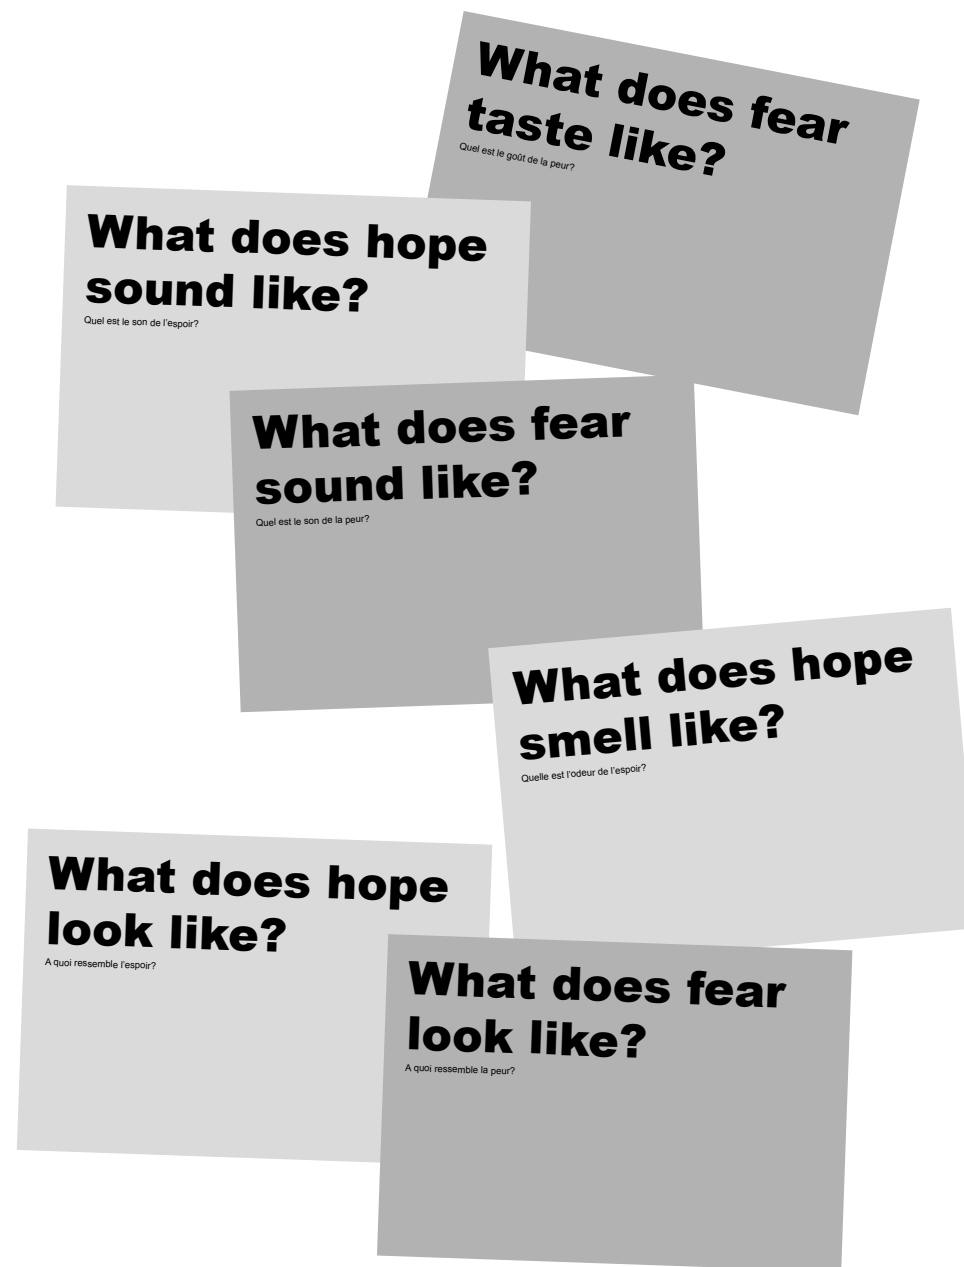 What does fear
taste like?
Quel est le goût de la peur?
What does hope
sound like?
Quel est le son de l'espoir?
What does fear
sound like?
Quel est le son de la peur?
What does hope
smell like?
Quelle est l'odeur de l'espoir?
What does hope
look like?
A quoi ressemble l'espoir?
What does fear
look like?
A quoi ressemble la peur?